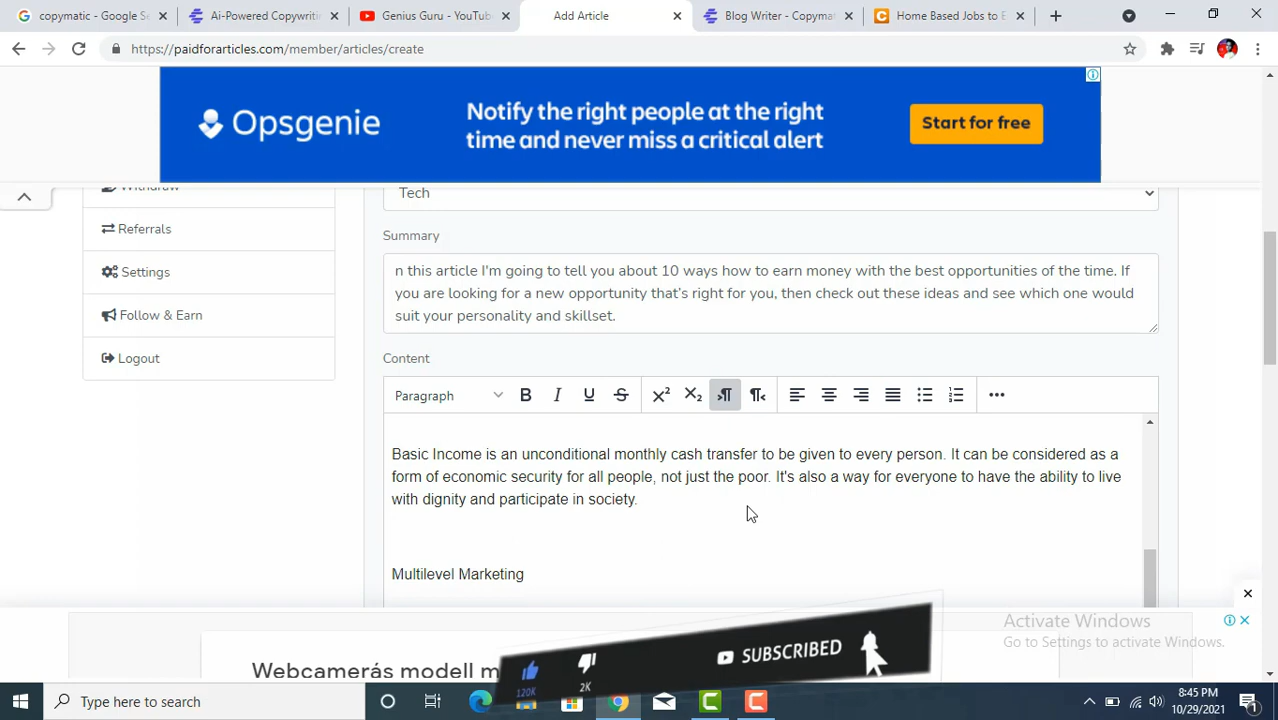 copymatic - Google Se
Ai-Powered Copywritin
Genius Guru - YouTube
Add Article
Blog Writer - Copymat
Home Based Jobs to E
https://paidforarticles.com/member/articles/create
Opsgenie
Notify the right people at the right
time and never miss a critical alert
Start for free
Withdraw
Referrals
Settings
Follow & Earn
Logout
Tech
Summary
n this article I'm going to tell you about 10 ways how to earn money with the best opportunities of the time. If
you are looking for a new opportunity that's right for you, then check out these ideas and see which one would
suit your personality and skillset.
Content
Paragraph
B I U S X² X₂
Basic Income is an unconditional monthly cash transfer to be given to every person. It can be considered as a
form of economic security for all people, not just the poor. It's also a way for everyone to have the ability to live
with dignity and participate in society.
Multilevel Marketing
Activate Windows
Go to Settings to activate Windows.
Webcamerás modell m
120K
2K
SUBSCRIBED
Type here to search
8:45 PM
10/29/2021
1